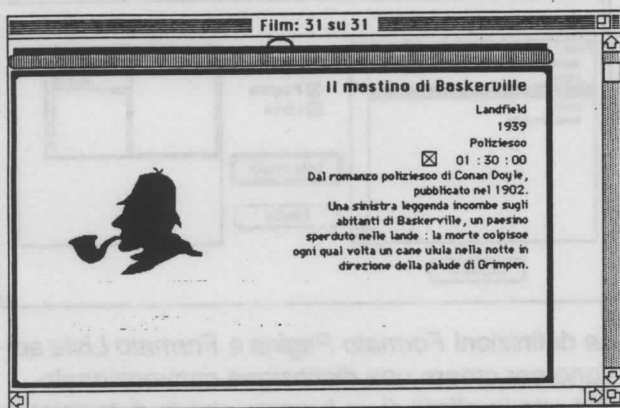 Film: 31 su 31
Il mastino di Baskerville
Landfield
1939
Poliziesco
01 : 30 : 00
Dal romanzo poliziesco di Conan Doyle,
pubblicato nel 1902.
Una sinistra leggenda incombe sugli
abitanti di Baskerville, un paesino
sperduto nelle lande : la morte colpisce
ogni qual volta un cane ulula nella notte in
direzione della palude di Grimpen.